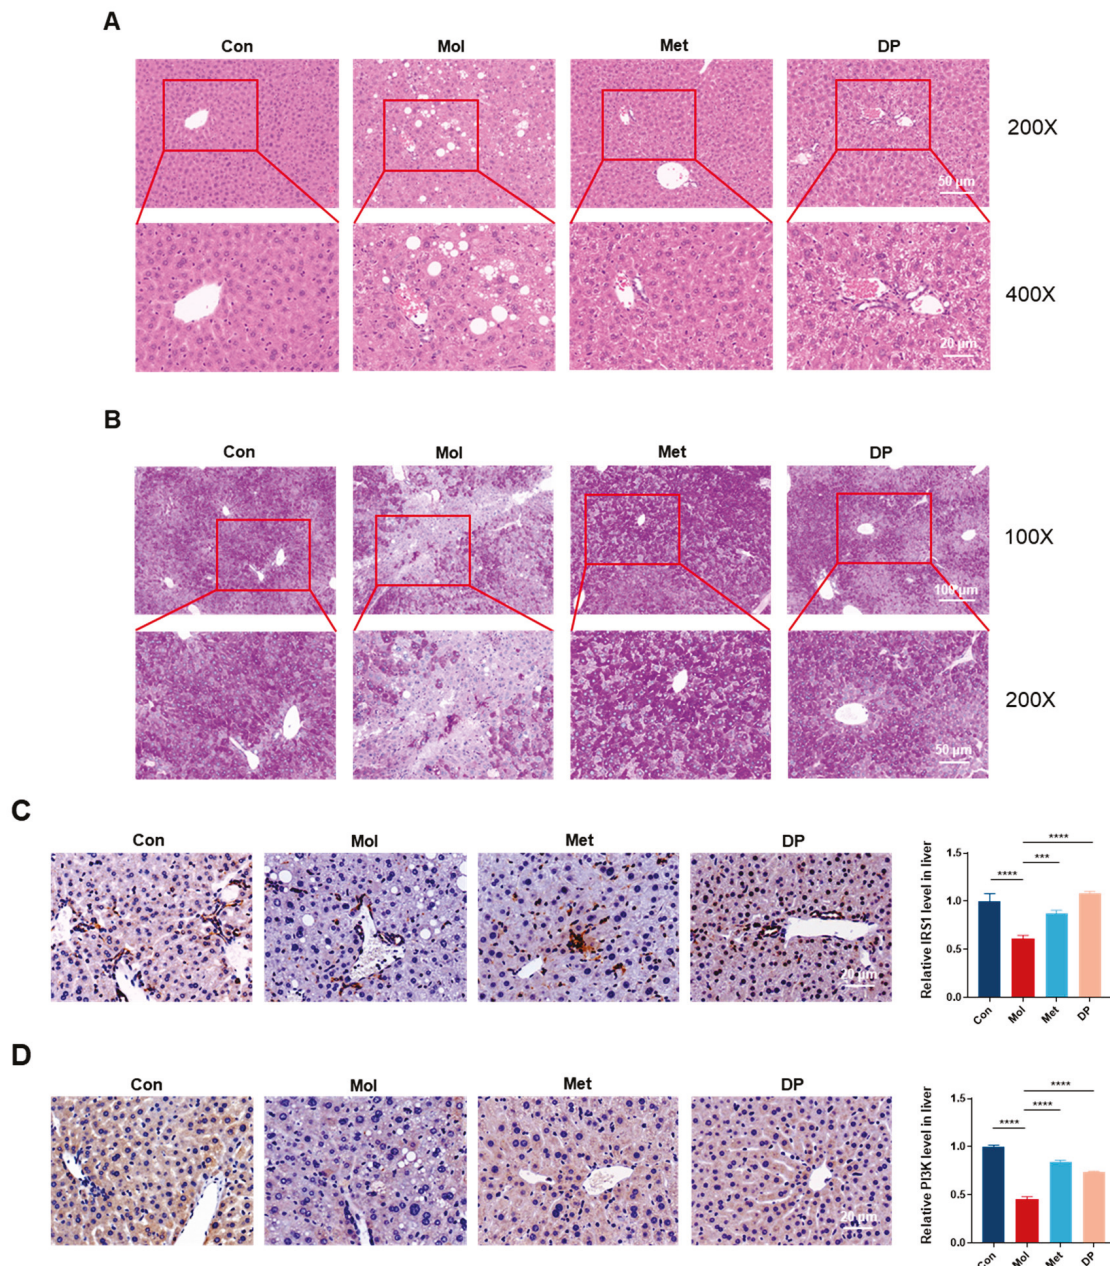 A
Con Mol Met DP
200X
50 µm
400X
20 µm
B
Con Mol Met DP
100X
100 µm
200X
50 µm
C
Con Mol Met DP
20 µm
Relative IRS1 level in liver
1.5
1.0
0.5
0.0
****
***
****
Con Mol Met DP
D
Con Mol Met DP
20 µm
Relative PI3K level in liver
1.5
1.0
0.5
0.0
****
****
****
Con Mol Met DP